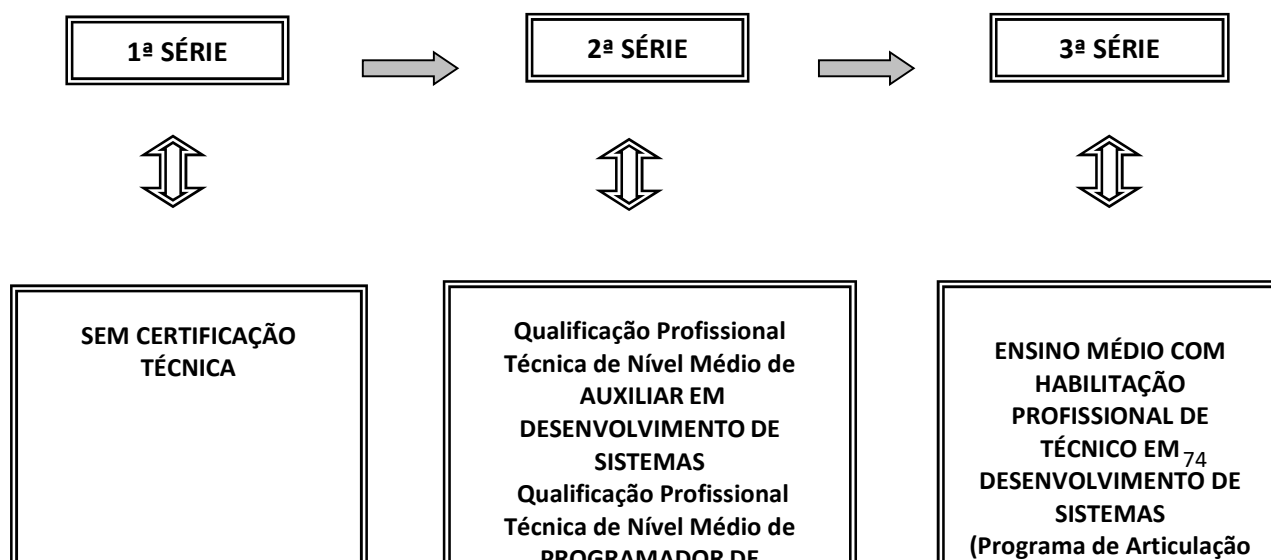 1ª SÉRIE
2ª SÉRIE
3ª SÉRIE
SEM CERTIFICAÇÃO
TÉCNICA
Qualificação Profissional
Técnica de Nível Médio de
AUXILIAR EM
DESENVOLVIMENTO DE
SISTEMAS
Qualificação Profissional
Técnica de Nível Médio de
PROGRAMADOR DE
ENSINO MÉDIO COM
HABILITAÇÃO
PROFISSIONAL DE
TÉCNICO EM
74
DESENVOLVIMENTO DE
SISTEMAS
(Programa de Articulação